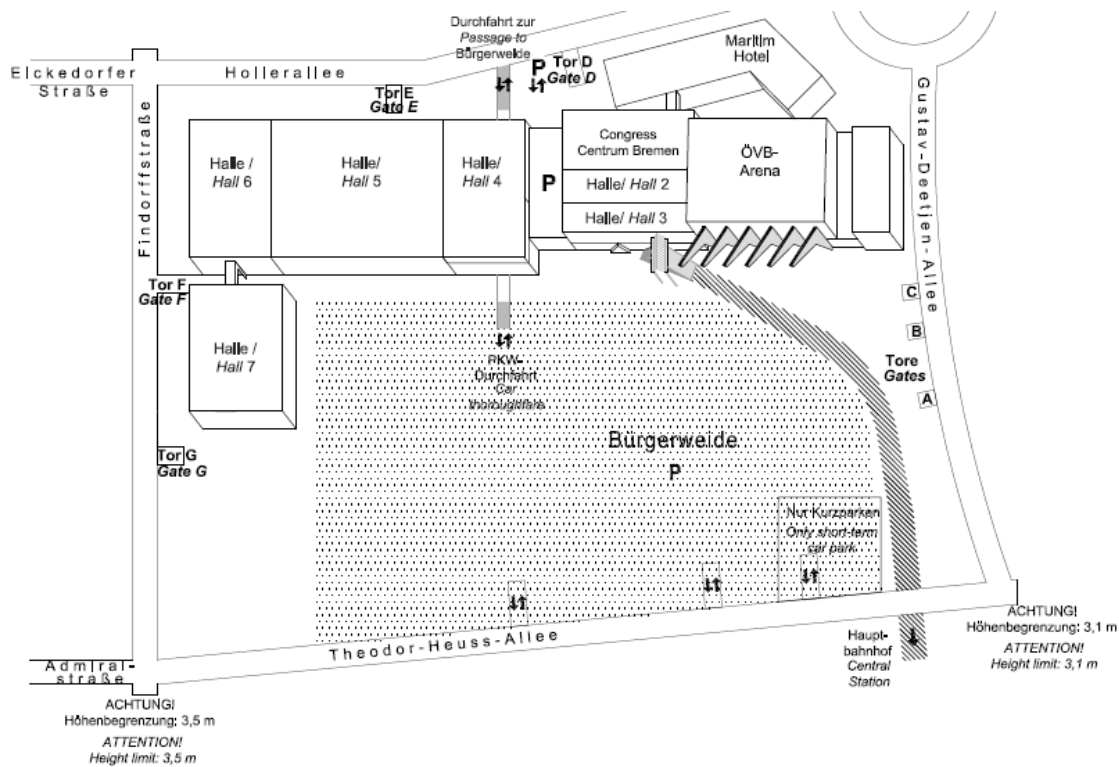 Durchfahrt zur
Passage to
Bürgerweide
P
Tor D
Gate D
Maritim
Hotel
Eickedorfer
Straße
Hollerallee
Tor E
Gate E
Findorffstraße
Gustav-Deetjen-Allee
Halle /
Hall 6
Halle/
Hall 5
Halle/
Hall 4
P
Congress
Centrum Bremen
Halle/ Hall 2
Halle/ Hall 3
ÖVB-
Arena
Tor F
Gate F
Halle /
Hall 7
C
B
Tore
Gates
A
PKW-
Durchfahrt
Car
thoroughfare
Bürgerweide
P
Tor G
Gate G
Nur Kurzparken
Only short-term
car park
Theodor-Heuss-Allee
Haupt-
bahnhof
Central
Station
ACHTUNG!
Höhenbegrenzung: 3,1 m
ATTENTION!
Height limit: 3,1 m
Admiral-
straße
ACHTUNG!
Höhenbegrenzung: 3,5 m
ATTENTION!
Height limit: 3,5 m